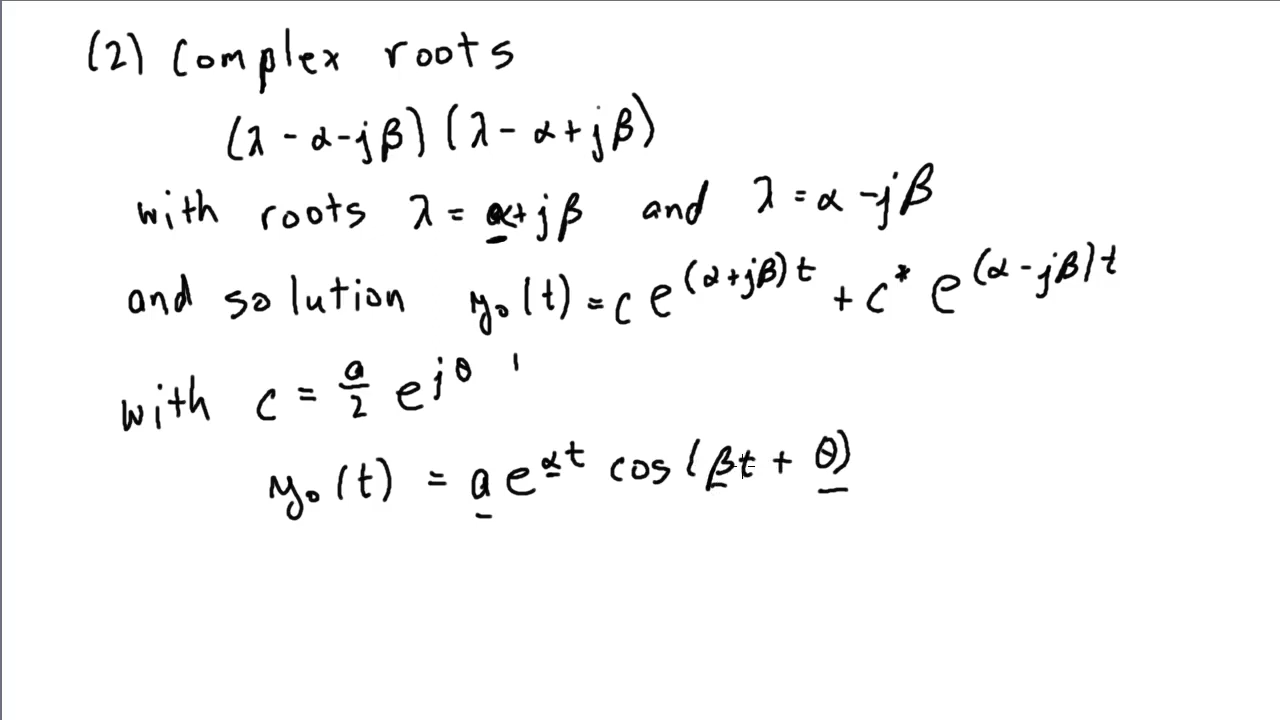 (2) Complex roots
(λ - α - jβ) (λ - α + jβ)
with roots λ = α + jβ and λ = α - jβ
and solution y₀(t) = c e^(α + jβ)t + c* e^(α - jβ)t
with c = a/2 e^jθ
y₀(t) = a e^αt cos(βt + θ)